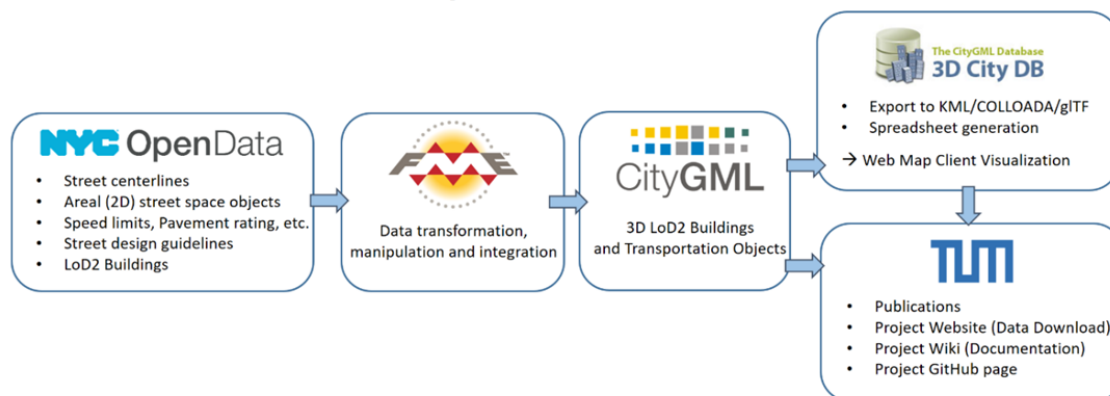 NYC OpenData
• Street centerlines
• Areal (2D) street space objects
• Speed limits, Pavement rating, etc.
• Street design guidelines
• LoD2 Buildings
FME
Data transformation,
manipulation and integration
CityGML
3D LoD2 Buildings
and Transportation Objects
The CityGML Database
3D City DB
• Export to KML/COLLOADA/glTF
• Spreadsheet generation
→ Web Map Client Visualization
TUM
• Publications
• Project Website (Data Download)
• Project Wiki (Documentation)
• Project GitHub page